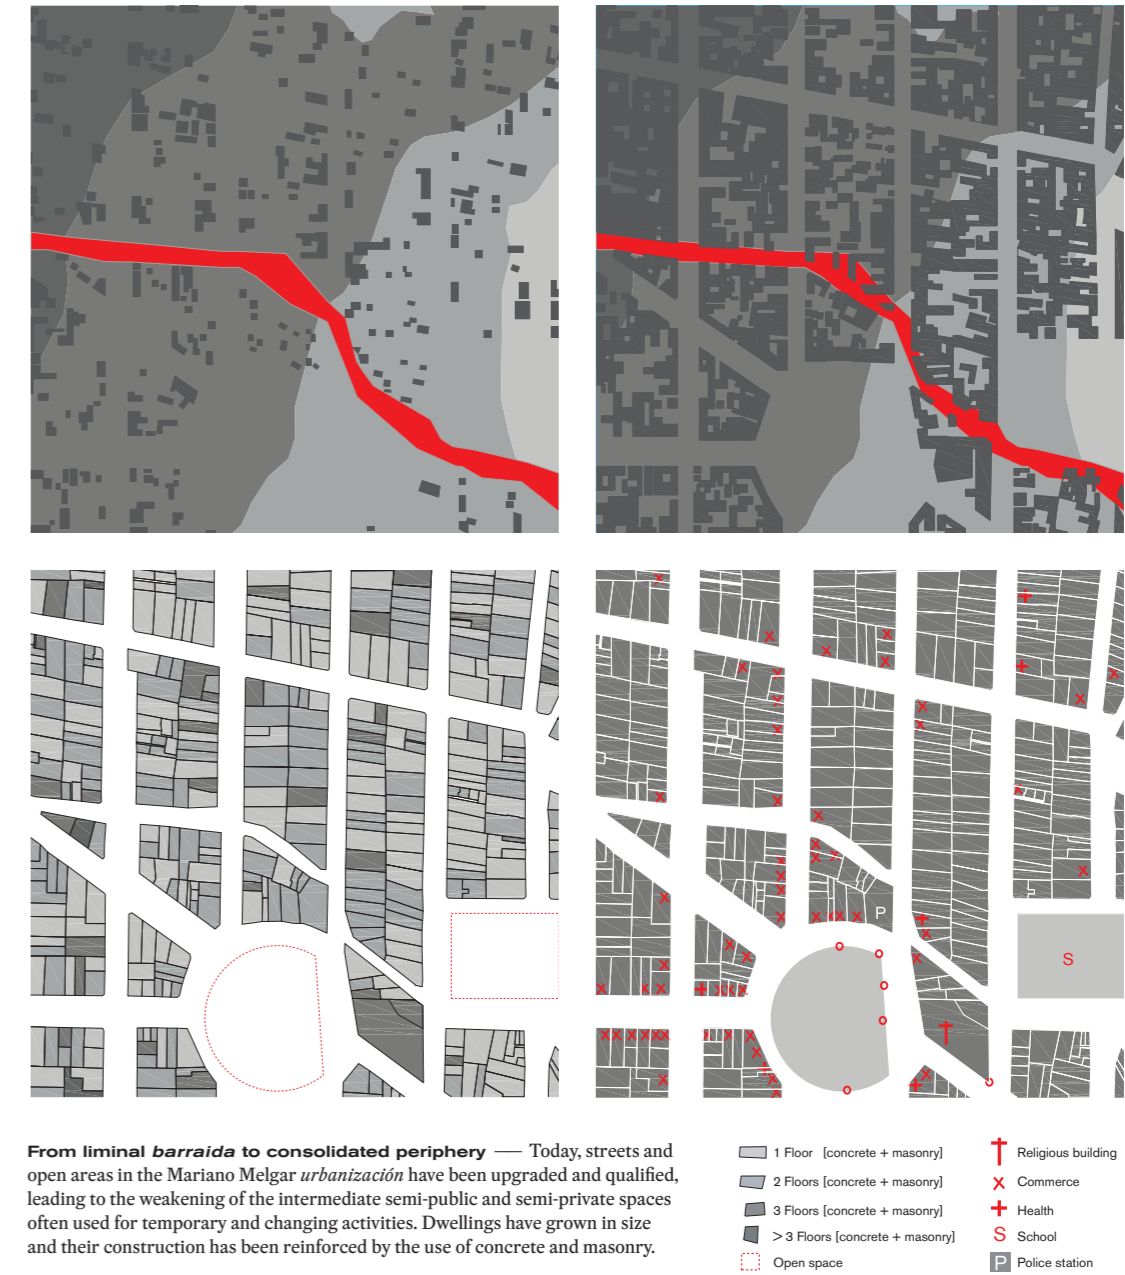 P
S
From liminal barraida to consolidated periphery — Today, streets and
open areas in the Mariano Melgar urbanización have been upgraded and qualified,
leading to the weakening of the intermediate semi-public and semi-private spaces
often used for temporary and changing activities. Dwellings have grown in size
and their construction has been reinforced by the use of concrete and masonry.
1 Floor [concrete + masonry]
2 Floors [concrete + masonry]
3 Floors [concrete + masonry]
> 3 Floors [concrete + masonry]
Open space
Religious building
Commerce
Health
S School
P Police station